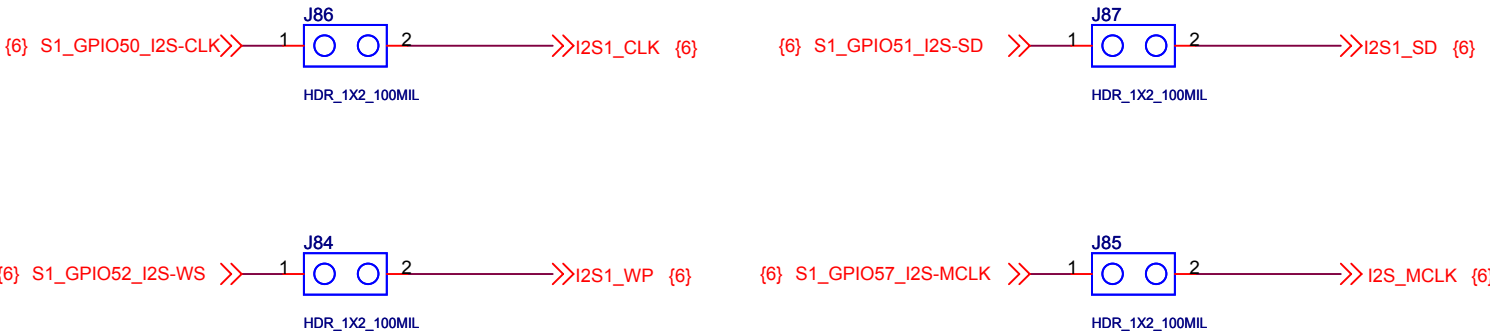 J86
J87
{6} S1_GPIO50_I2S-CLK 1 2 I2S1_CLK {6}
{6} S1_GPIO51_I2S-SD 1 2 I2S1_SD {6}
HDR_1X2_100MIL
HDR_1X2_100MIL
J84
J85
{6} S1_GPIO52_I2S-WS 1 2 I2S1_WP {6}
{6} S1_GPIO57_I2S-MCLK 1 2 I2S_MCLK {6}
HDR_1X2_100MIL
HDR_1X2_100MIL